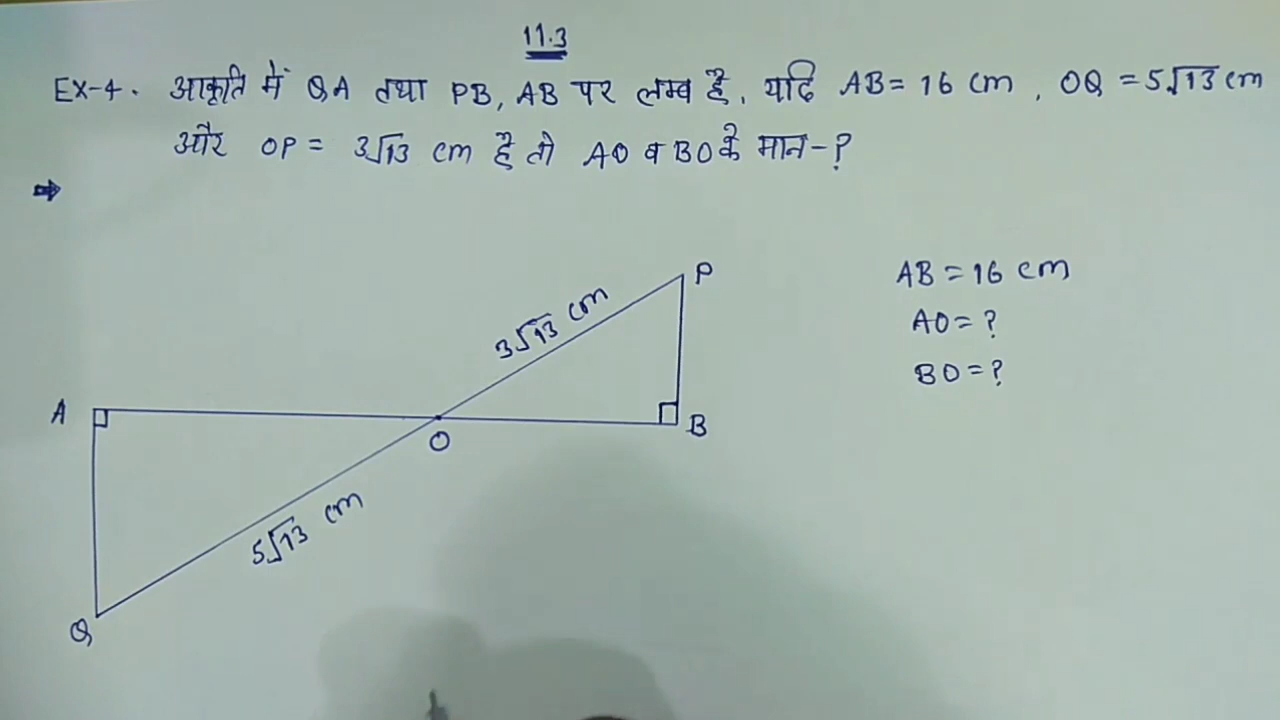 11.3
EX-4. आकृति में QA तथा PB, AB पर लम्ब है, यदि AB = 16 cm, OQ = 5√13 cm
और OP = 3√13 cm है तो AO व BO के मान-?
⇒
P
3√13 cm
AB = 16 cm
AO = ?
BO = ?
A
B
O
5√13 cm
Q